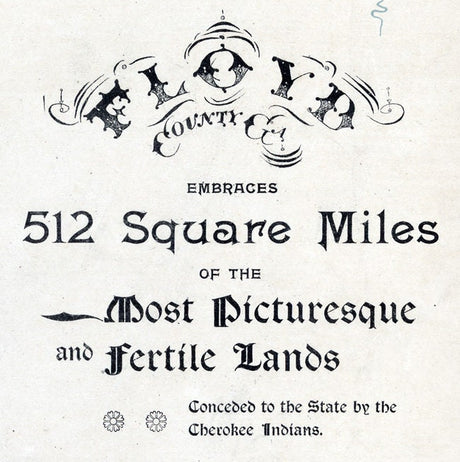 FLOYD
COUNTY
EMBRACES
512 Square Miles
OF THE
Most Picturesque
and Fertile Lands
Conceded to the State by the
Cherokee Indians.